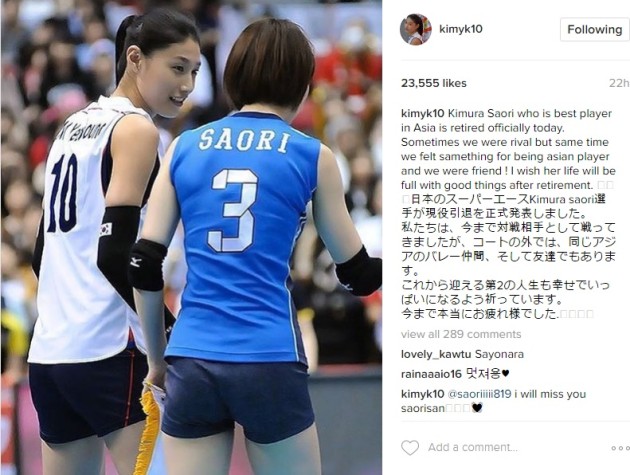 K Yeyoung
10
SAORI
3
kimyk10
Following
23,555 likes
22h
kimyk10 Kimura Saori who is best player
in Asia is retired officially today.
Sometimes we were rival but same time
we felt samething for being asian player
and we were friend ! I wish her life will be
full with good things after retirement.
日本のスーパーエースKimura saori選
手が現役引退を正式発表しました。
私たちは、今まで対戦相手として戦って
きましたが、コートの外では、同じアジ
アのバレー仲間、そして友達でもありま
す。
これから迎える第2の人生も幸せでいっ
ぱいになるよう祈っています。
今まで本当にお疲れ様でした.
view all 289 comments
lovely_kawtu Sayonara
rainaaaio16 멋져용♥
kimyk10 @saoriiiii819 i will miss you
saorisan♥
Add a comment...